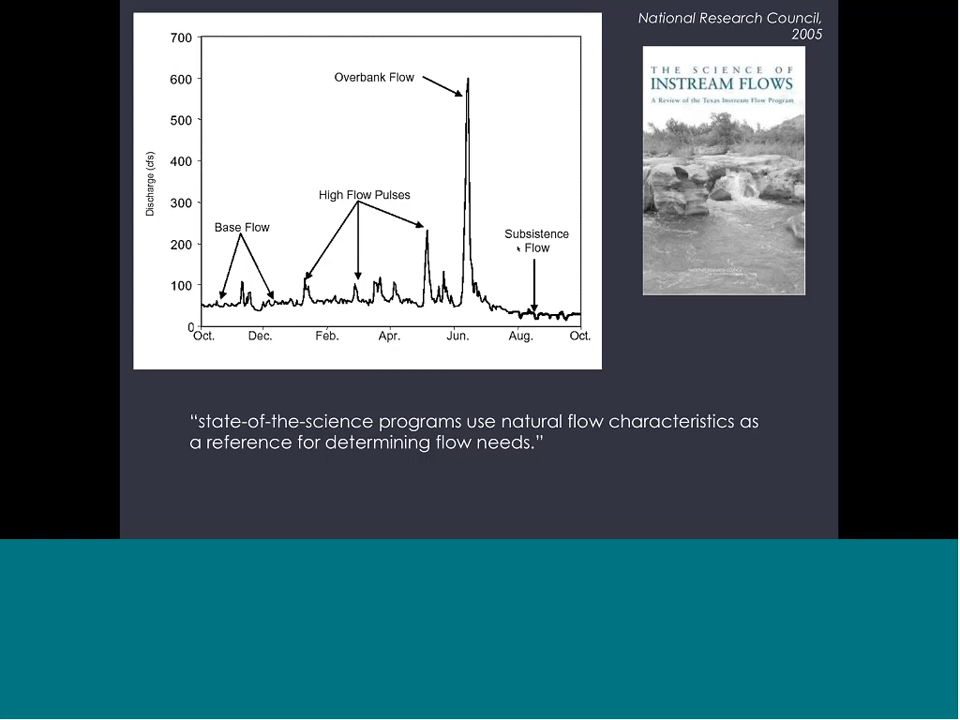 National Research Council,
2005
700
600
500
400
300
200
100
0
Discharge (cfs)
Overbank Flow
High Flow Pulses
Base Flow
Subsistence
Flow
Oct. Dec. Feb. Apr. Jun. Aug. Oct.
THE SCIENCE OF
INSTREAM FLOWS
A Review of the Texas Instream Flow Program
“state-of-the-science programs use natural flow characteristics as
a reference for determining flow needs.”